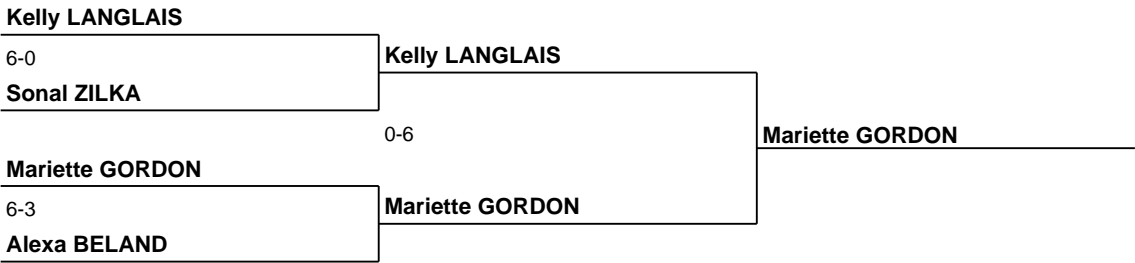 Kelly LANGLAIS
6-0
Kelly LANGLAIS
Sonal ZILKA
0-6
Mariette GORDON
Mariette GORDON
6-3
Mariette GORDON
Alexa BELAND